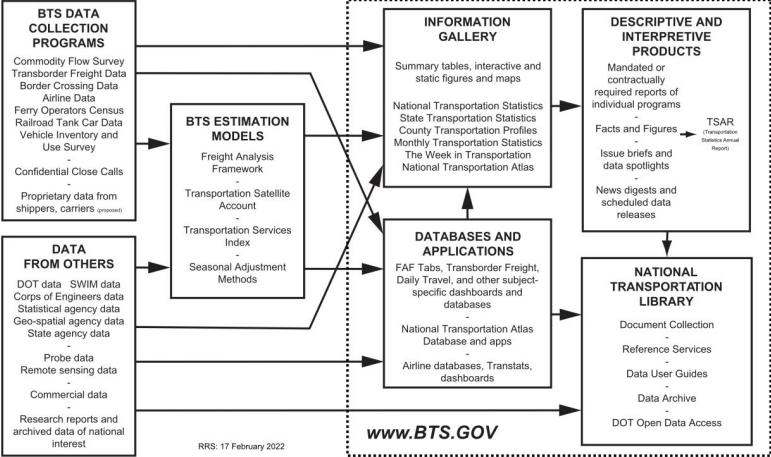 BTS DATA
COLLECTION
PROGRAMS
Commodity Flow Survey
Transborder Freight Data
Border Crossing Data
Airline Data
Ferry Operators Census
Railroad Tank Car Data
Vehicle Inventory and
Use Survey
-
Confidential Close Calls
-
Proprietary data from
shippers, carriers (proposed)
DATA
FROM OTHERS
DOT data SWIM data
Corps of Engineers data
Statistical agency data
Geo-spatial agency data
State agency data
-
Probe data
Remote sensing data
-
Commercial data
-
Research reports and
archived data of national
interest
BTS ESTIMATION
MODELS
Freight Analysis
Framework
-
Transportation Satellite
Account
-
Transportation Services
Index
-
Seasonal Adjustment
Methods
RRS: 17 February 2022
INFORMATION
GALLERY
Summary tables, interactive and
static figures and maps
National Transportation Statistics
State Transportation Statistics
County Transportation Profiles
Monthly Transportation Statistics
The Week in Transportation
National Transportation Atlas
DATABASES AND
APPLICATIONS
FAF Tabs, Transborder Freight,
Daily Travel, and other subject-
specific dashboards and
databases
-
National Transportation Atlas
Database and apps
-
Airline databases, Transtats,
dashboards
www.BTS.GOV
DESCRIPTIVE AND
INTERPRETIVE
PRODUCTS
Mandated or
contractually
required reports of
individual programs
-
Facts and Figures
-
Issue briefs and
data spotlights
-
News digests and
scheduled data
releases
TSAR
(Transportation
Statistics Annual
Report)
NATIONAL
TRANSPORTATION
LIBRARY
Document Collection
-
Reference Services
-
Data User Guides
-
Data Archive
-
DOT Open Data Access